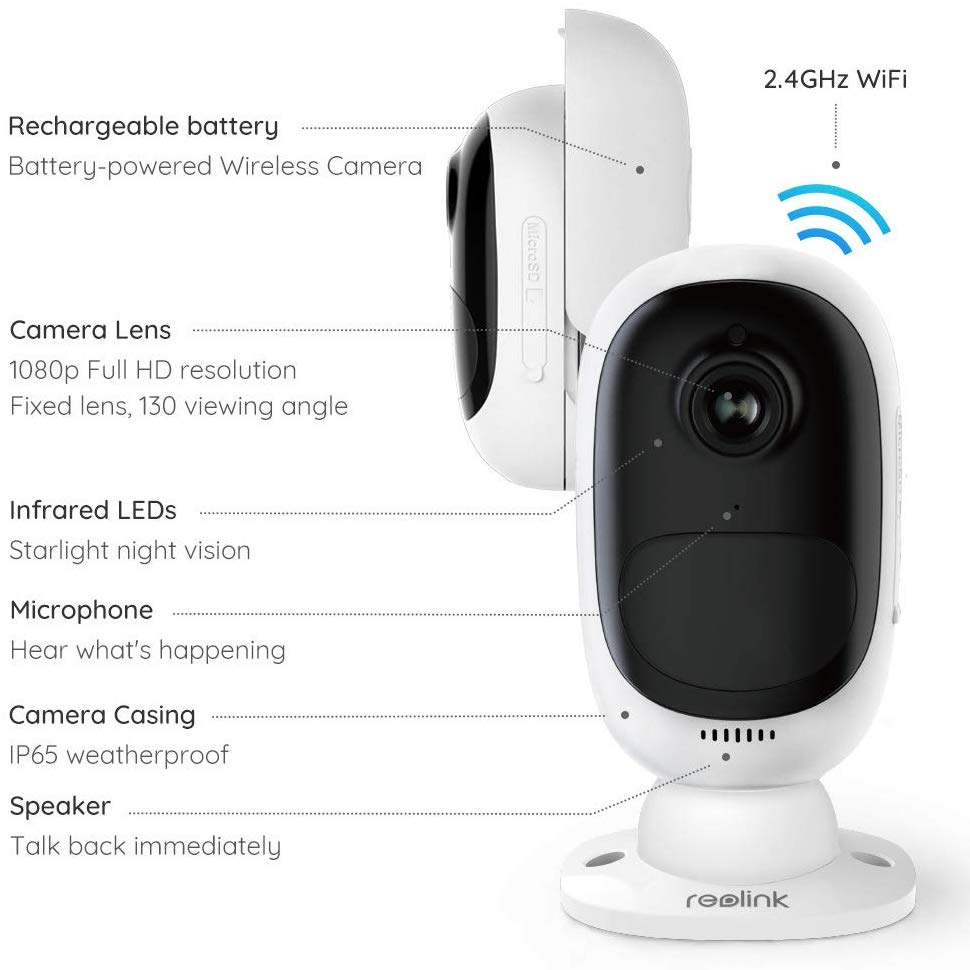 2.4GHz WiFi
Rechargeable battery
Battery-powered Wireless Camera
MicroSD
Camera Lens
1080p Full HD resolution
Fixed lens, 130 viewing angle
Infrared LEDs
Starlight night vision
Microphone
Hear what's happening
Camera Casing
IP65 weatherproof
Speaker
Talk back immediately
reolink